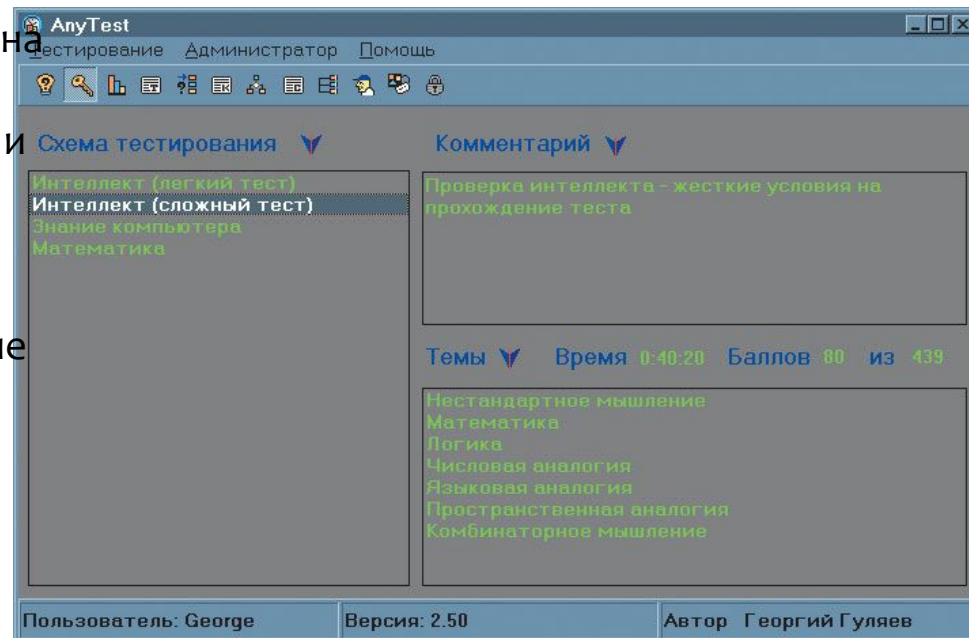 на
и
ие
AnyTest
Тестирование Администратор Помощь
Схема тестирования
Интеллект (легкий тест)
Интеллект (сложный тест)
Знание компьютера
Математика
Комментарий
Проверка интеллекта - жесткие условия на
прохождение теста
Темы Время 0:40:20 Баллов 80 из 439
Нестандартное мышление
Математика
Логика
Числовая аналогия
Языковая аналогия
Пространственная аналогия
Комбинаторное мышление
Пользователь: George Версия: 2.50 Автор Георгий Гуляев